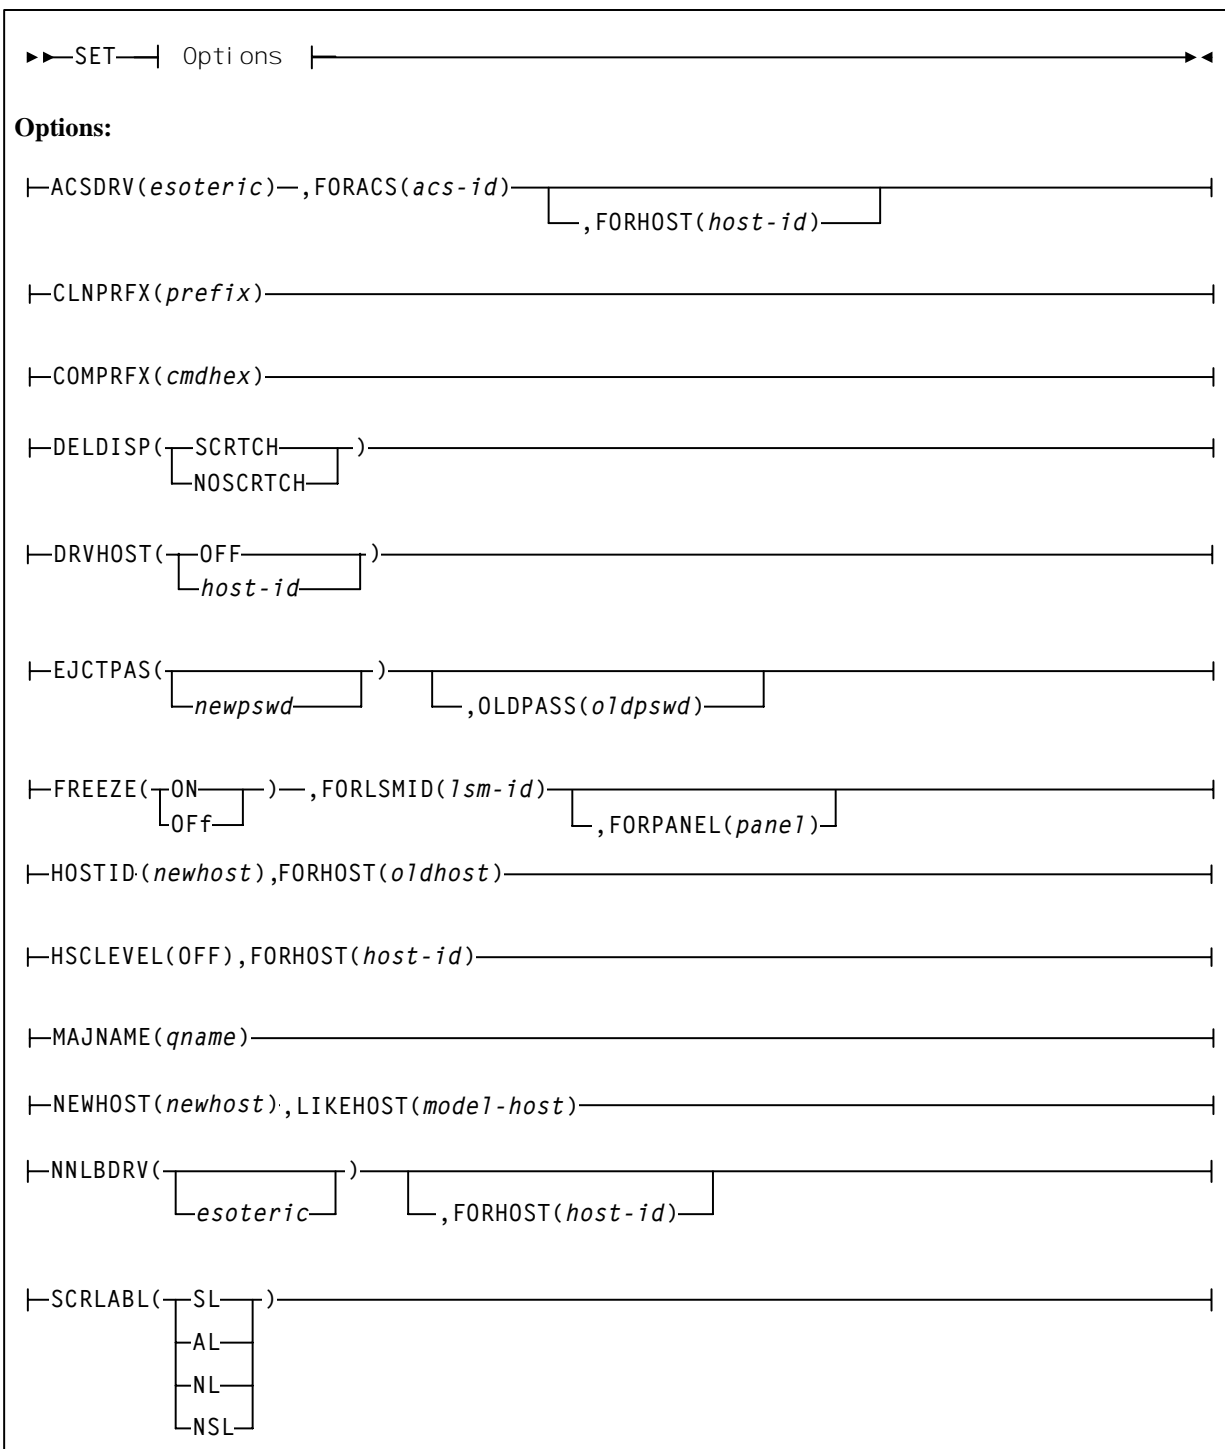 SET Options
Options:
ACSDRV(esoteric) ,FORACS(acs-id)
,FORHOST(host-id)
CLNPRFX(prefix)
COMPRFX(cmdhex)
DELDISP( SCRTCH )
NOSCRTCH
DRVHOST( OFF )
host-id
EJCTPAS( )
newpswd ,OLDPASS(oldpswd)
FREEZE( ON ) ,FORLSMID(lsm-id)
OFf ,FORPANEL(panel)
HOSTID(newhost),FORHOST(oldhost)
HSCLEVEL(OFF),FORHOST(host-id)
MAJNAME(qname)
NEWHOST(newhost),LIKEHOST(model-host)
NNLBDRV( )
esoteric ,FORHOST(host-id)
SCRLABL( SL )
AL
NL
NSL